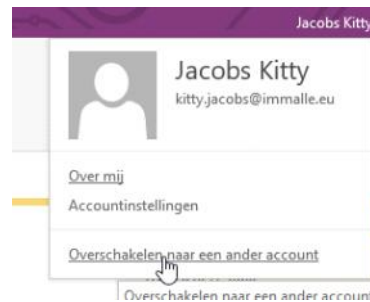 Jacobs Kitty
Jacobs Kitty
kitty.jacobs@immalle.eu
Over mij
Accountinstellingen
Overschakelen naar een ander account
Overschakelen naar een ander account